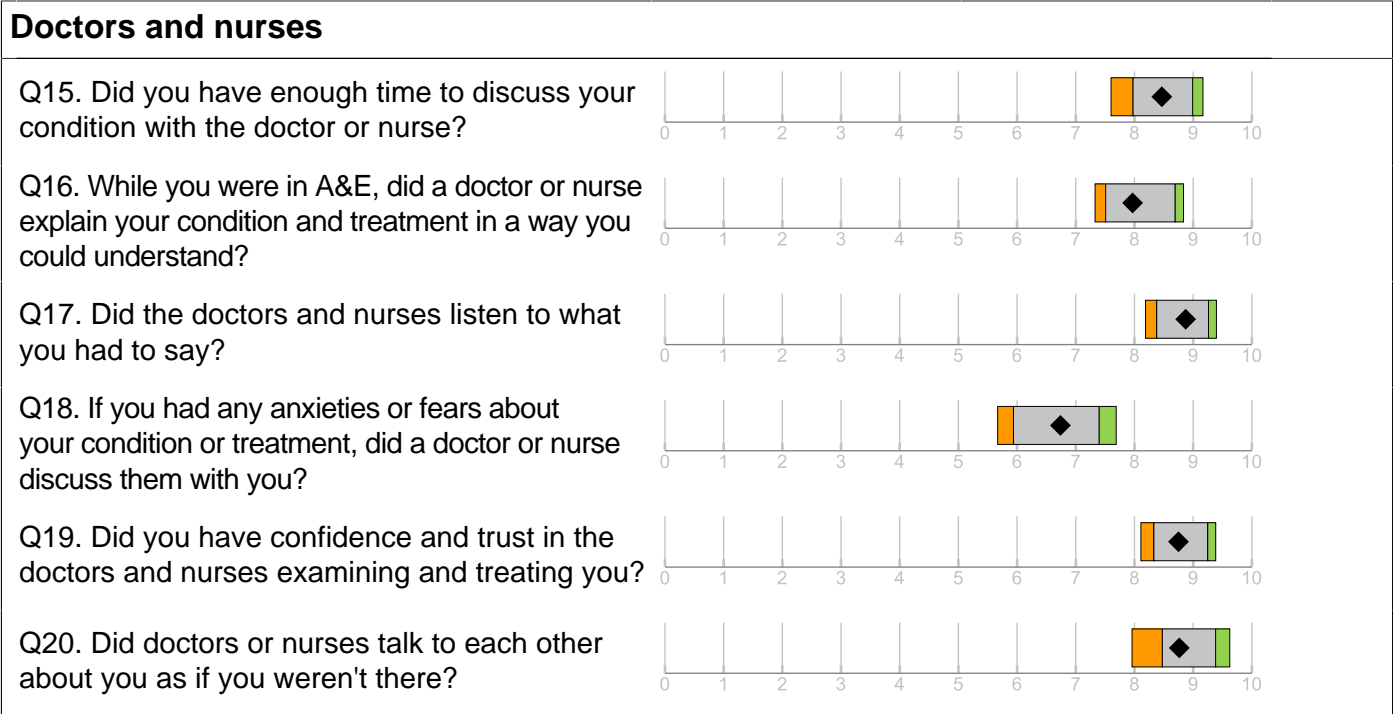 Doctors and nurses
Q15. Did you have enough time to discuss your
condition with the doctor or nurse?
0 1 2 3 4 5 6 7 8 9 10
Q16. While you were in A&E, did a doctor or nurse
explain your condition and treatment in a way you
could understand?
0 1 2 3 4 5 6 7 8 9 10
Q17. Did the doctors and nurses listen to what
you had to say?
0 1 2 3 4 5 6 7 8 9 10
Q18. If you had any anxieties or fears about
your condition or treatment, did a doctor or nurse
discuss them with you?
0 1 2 3 4 5 6 7 8 9 10
Q19. Did you have confidence and trust in the
doctors and nurses examining and treating you?
0 1 2 3 4 5 6 7 8 9 10
Q20. Did doctors or nurses talk to each other
about you as if you weren't there?
0 1 2 3 4 5 6 7 8 9 10